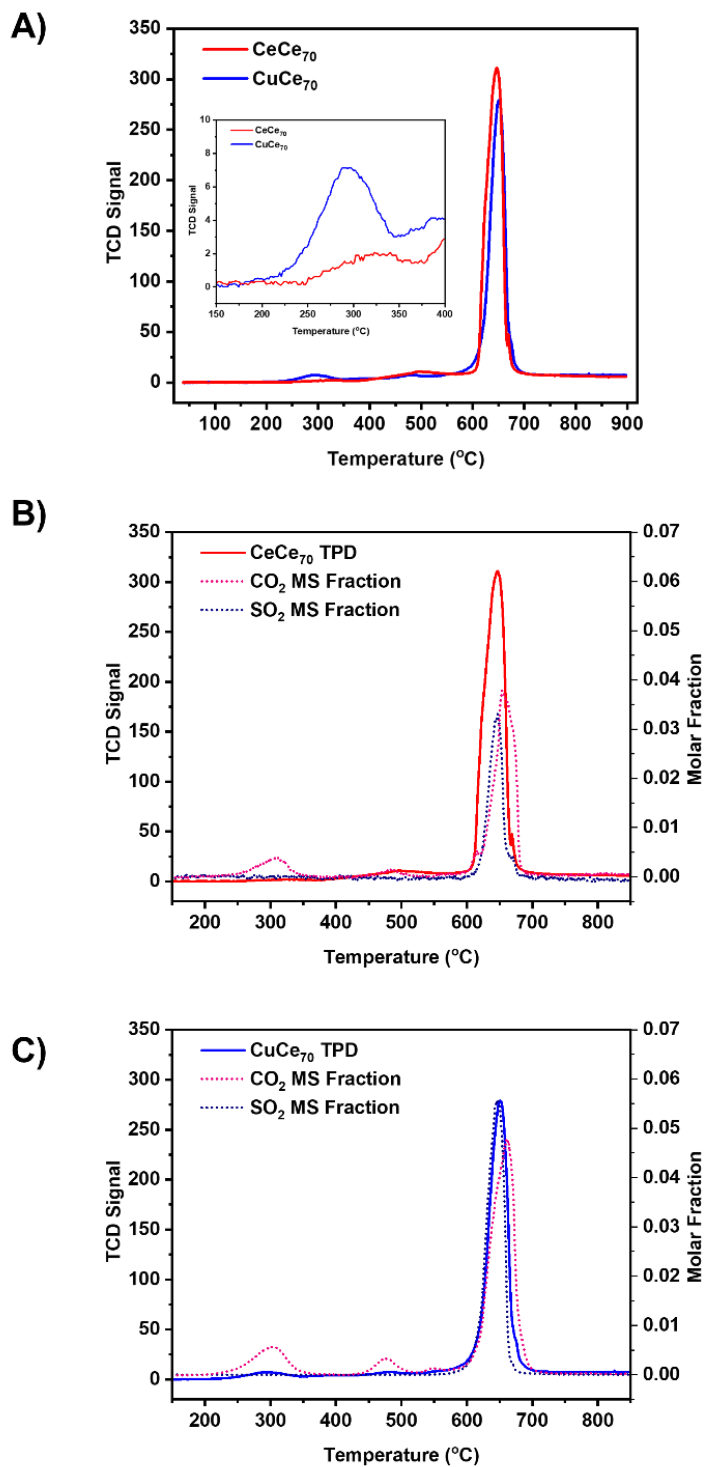 A)
CeCe70
CuCe70
350
300
250
200
150
100
50
0
TCD Signal
100 200 300 400 500 600 700 800 900
Temperature (oC)
CeCe70
CuCe70
10
8
6
4
2
0
TCD Signal
150 200 250 300 350 400
Temperature (oC)
B)
CeCe70 TPD
CO2 MS Fraction
SO2 MS Fraction
350
300
250
200
150
100
50
0
TCD Signal
0.07
0.06
0.05
0.04
0.03
0.02
0.01
0.00
Molar Fraction
200 300 400 500 600 700 800
Temperature (oC)
C)
CuCe70 TPD
CO2 MS Fraction
SO2 MS Fraction
350
300
250
200
150
100
50
0
TCD Signal
0.07
0.06
0.05
0.04
0.03
0.02
0.01
0.00
Molar Fraction
200 300 400 500 600 700 800
Temperature (oC)